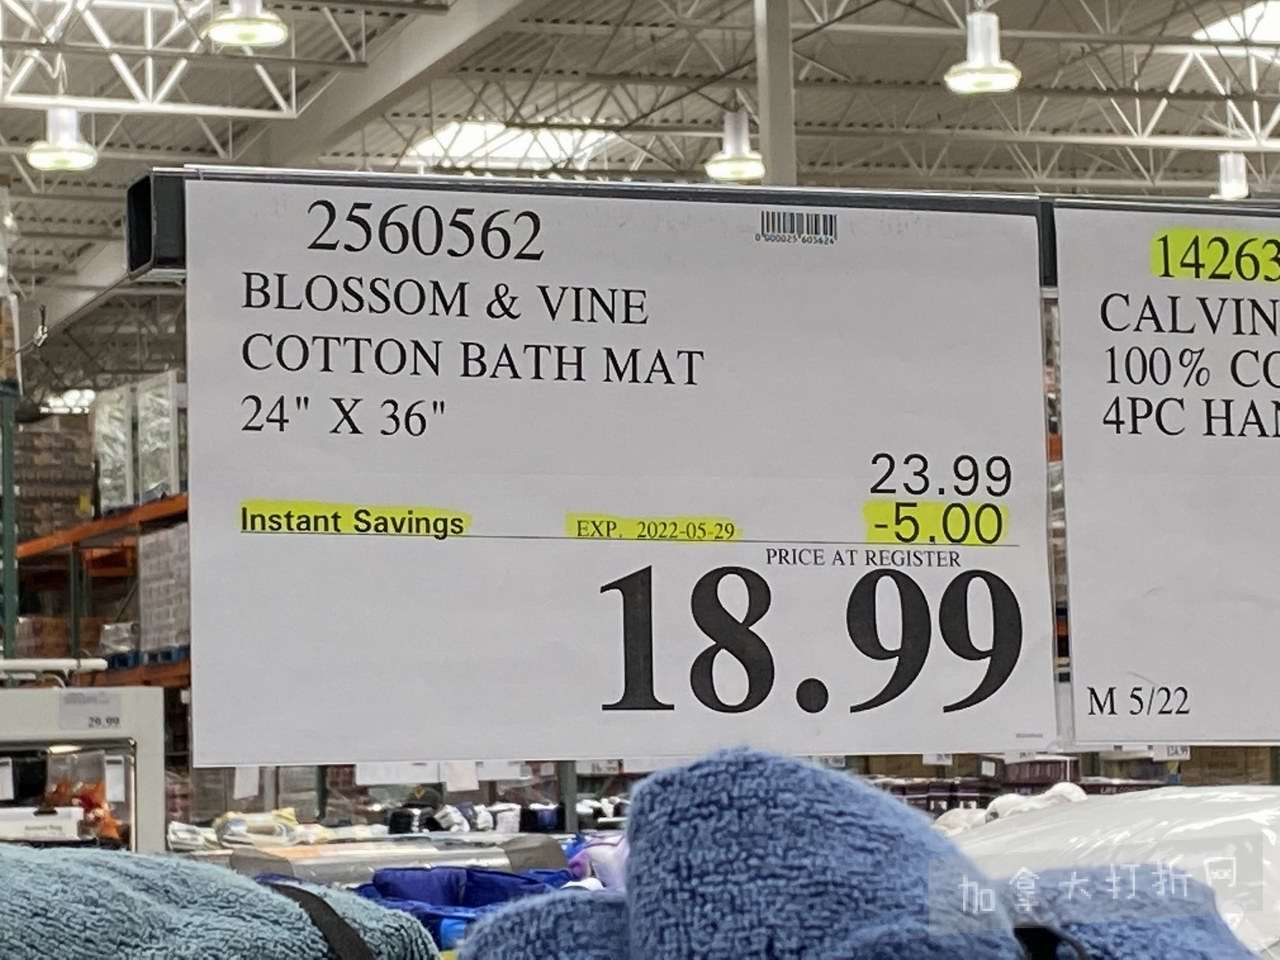 2560562
BLOSSOM & VINE
COTTON BATH MAT
24" X 36"
23.99
Instant Savings EXP. 2022-05-29 -5.00
PRICE AT REGISTER
18.99
14263
CALVIN
100% CO
4PC HAN
M 5/22
加拿大打折网